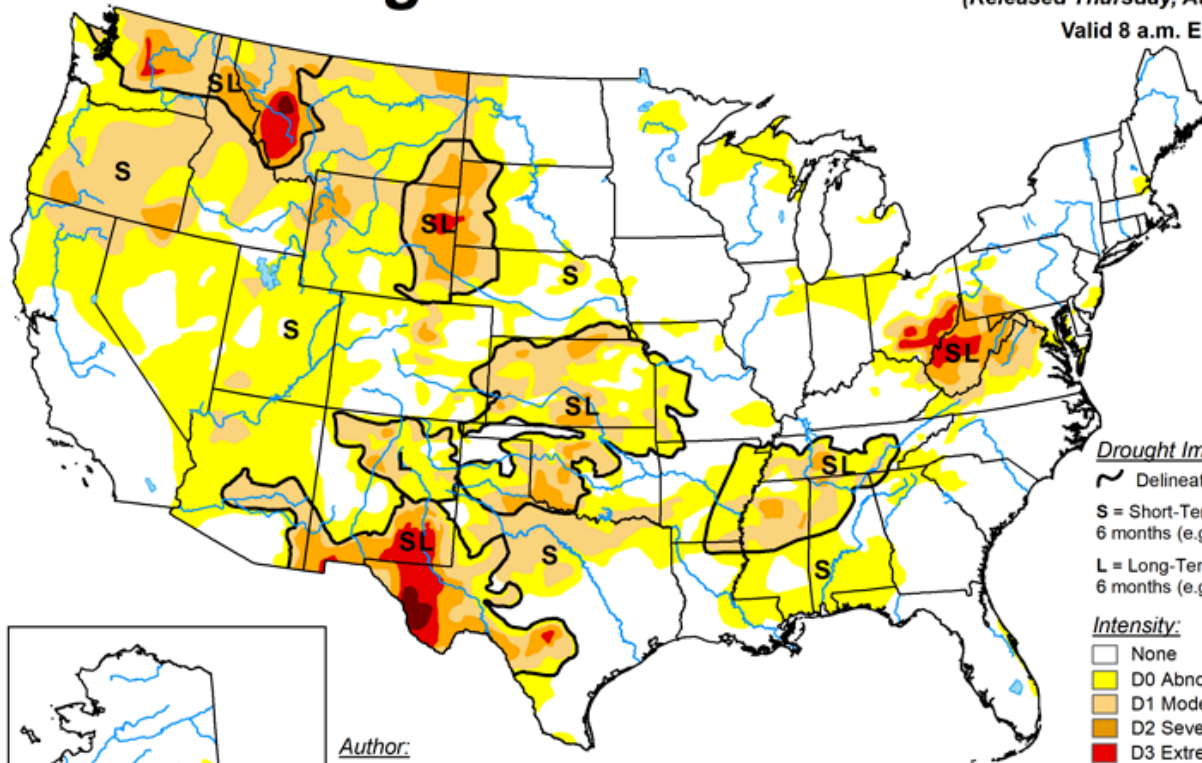 g
(Released Thursday, Au
Valid 8 a.m. E
SL
S
SL
S
S
SL
SL
L
SL
SL
S
S
Drought Im
Delineat
S = Short-Ter
6 months (e.g
L = Long-Ter
6 months (e.g
Intensity:
None
D0 Abno
D1 Mode
D2 Seve
D3 Extre
Author: